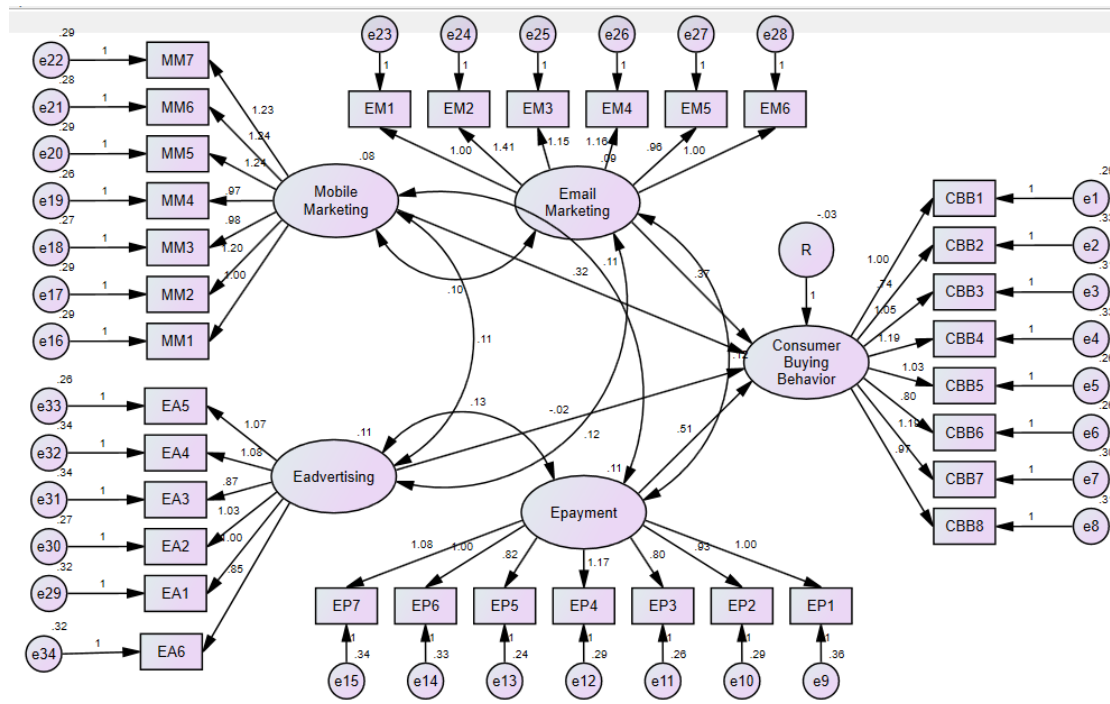 e23
e24
e25
e26
e27
e28
1
1
1
1
1
1
EM1
EM2
EM3
EM4
EM5
EM6
1.00
1.41
1.15
1.16
.96
1.00
.09
Email
Marketing
.29
e22
1
MM7
.28
e21
1
MM6
.29
e20
1
MM5
.26
e19
1
MM4
.27
e18
1
MM3
.29
e17
1
MM2
.29
e16
1
MM1
1.23
1.24
1.24
.97
.98
1.20
1.00
.08
Mobile
Marketing
.10
.11
.32
.11
.37
.12
.12
.13
-.02
.51
-.03
R
1
Consumer
Buying
Behavior
1.00
.74
1.05
1.19
1.03
.80
1.19
.97
CBB1
1
e1
CBB2
1
e2
CBB3
1
e3
CBB4
1
e4
CBB5
1
e5
CBB6
1
e6
CBB7
1
e7
CBB8
1
e8
.26
e33
1
EA5
.34
e32
1
EA4
.34
e31
1
EA3
.27
e30
1
EA2
.32
e29
1
EA1
.32
e34
1
EA6
1.07
1.08
.87
1.03
1.00
.85
.11
Eadvertising
.11
Epayment
1.08
1.00
.82
1.17
.80
.93
1.00
EP7
EP6
EP5
EP4
EP3
EP2
EP1
1
1
1
1
1
1
1
.34
.33
.24
.29
.26
.29
.36
e15
e14
e13
e12
e11
e10
e9